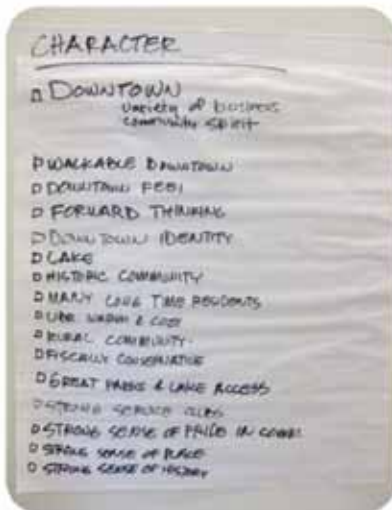 CHARACTER
DOWNTOWN
variety of business
community spirit
WALKABLE DOWNTOWN
DOWNTOWN FEEL
FORWARD THINKING
DOWNTOWN IDENTITY
LAKE
HISTORIC COMMUNITY
MANY LONG TIME RESIDENTS
WARM & COZY
RURAL COMMUNITY
FISCALLY CONSERVATIVE
GREAT PARKS & LAKE ACCESS
STRONG SERVICE CLUBS
STRONG SENSE OF PRIDE IN COMM.
STRONG SENSE OF PLACE
STRONG SENSE OF HISTORY